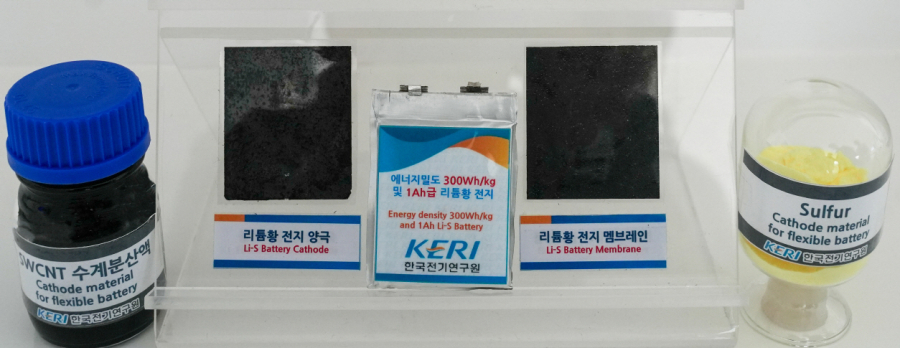 SWCNT 수계분산액
Cathode material
for flexible battery
KERI 한국전기연구원
리튬황 전지 양극
Li-S Battery Cathode
에너지밀도 300Wh/kg
및 1Ah급 리튬황 전지
Energy density 300Wh/kg
and 1Ah Li-S Battery
KERI
한국전기연구원
리튬황 전지 멤브레인
Li-S Battery Membrane
Sulfur
Cathode material
for flexible battery
KERI 한국전기연구원